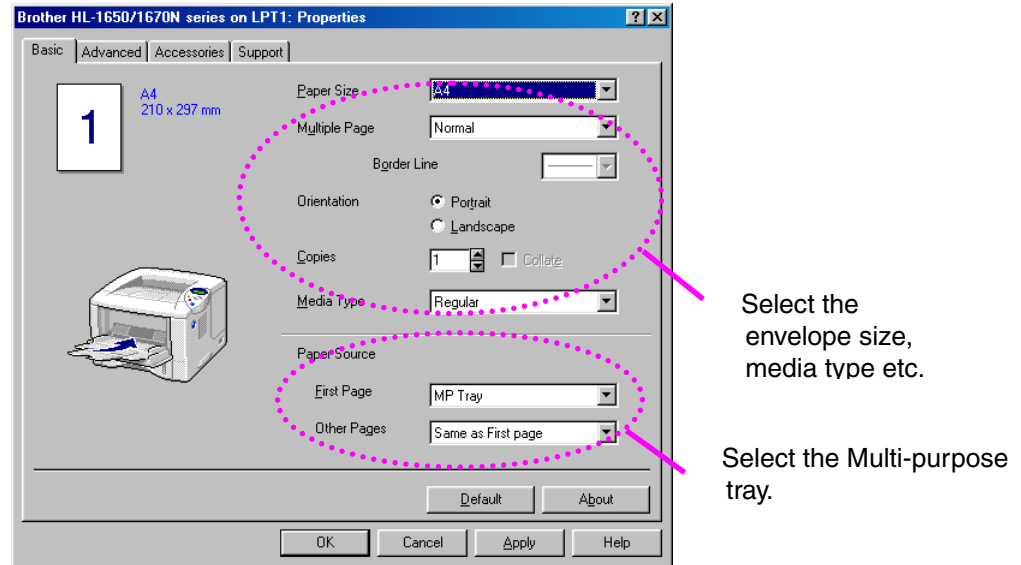 Brother HL-1650/1670N series on LPT1: Properties
Basic Advanced Accessories Support
1
A4
210 x 297 mm
Paper Size A4
Multiple Page Normal
Border Line
Orientation Portrait
Landscape
Copies 1 Collate
Media Type Regular
Paper Source
First Page MP Tray
Other Pages Same as First page
Default About
OK Cancel Apply Help
Select the
envelope size,
media type etc.
Select the Multi-purpose
tray.